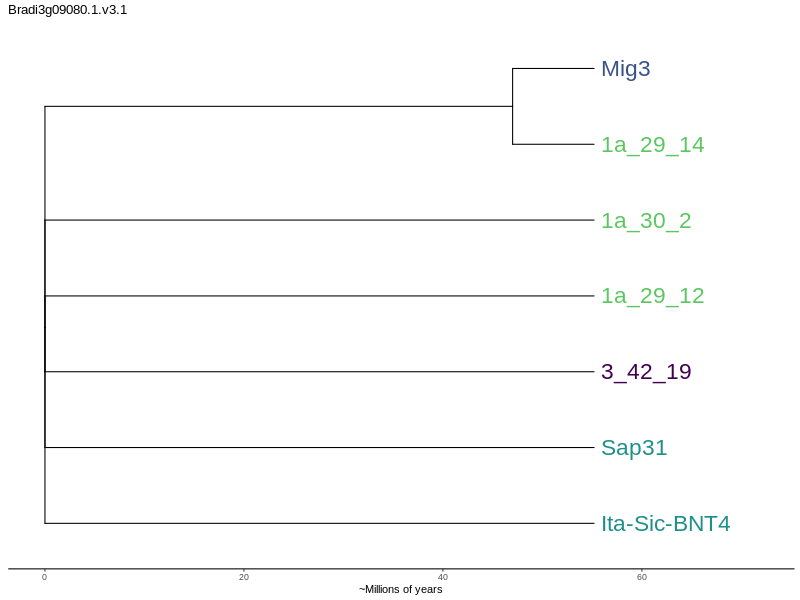 Bradi3g09080.1.v3.1
Mig3
1a_29_14
1a_30_2
1a_29_12
3_42_19
Sap31
Ita-Sic-BNT4
0 20 40 60
~Millions of years